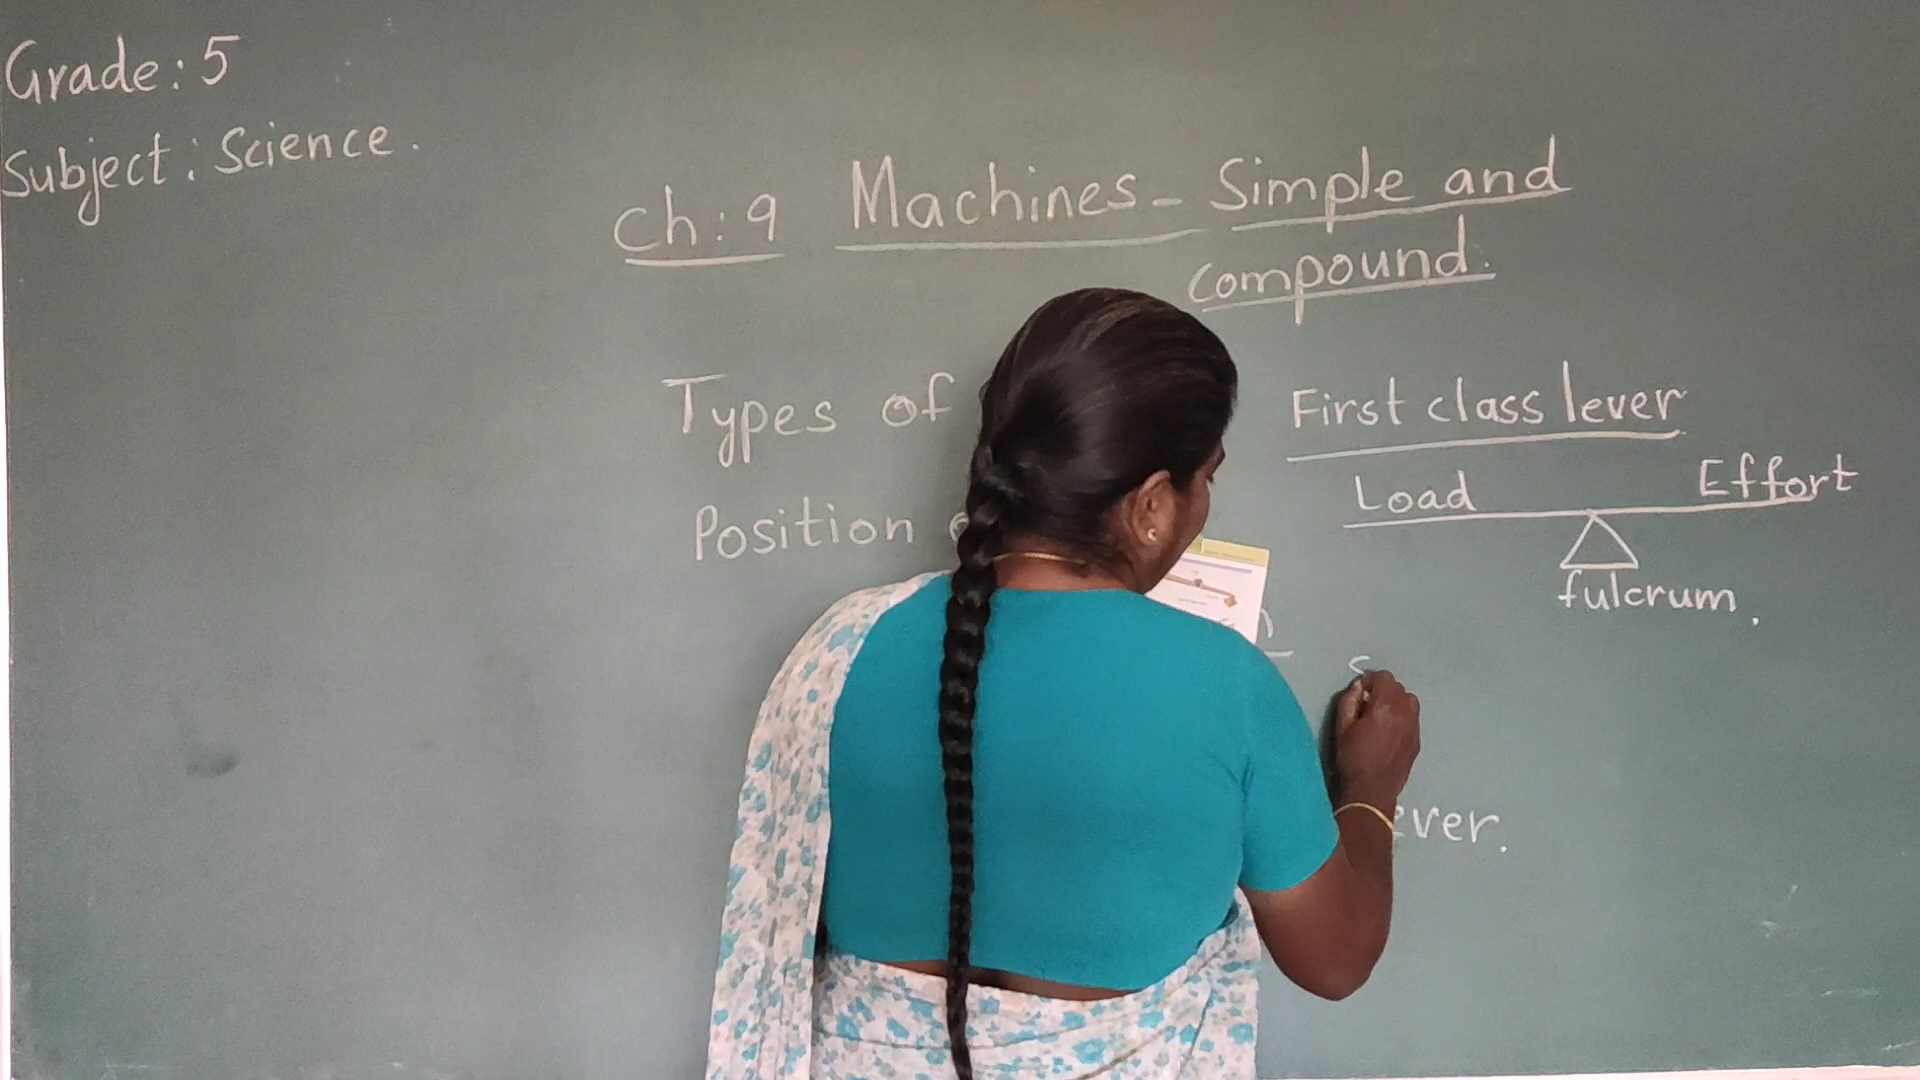 Grade: 5
Subject: Science.
Ch: 9 Machines - Simple and
compound.
Types of
Position
First class lever
Load Effort
fulcrum.
S
ever.